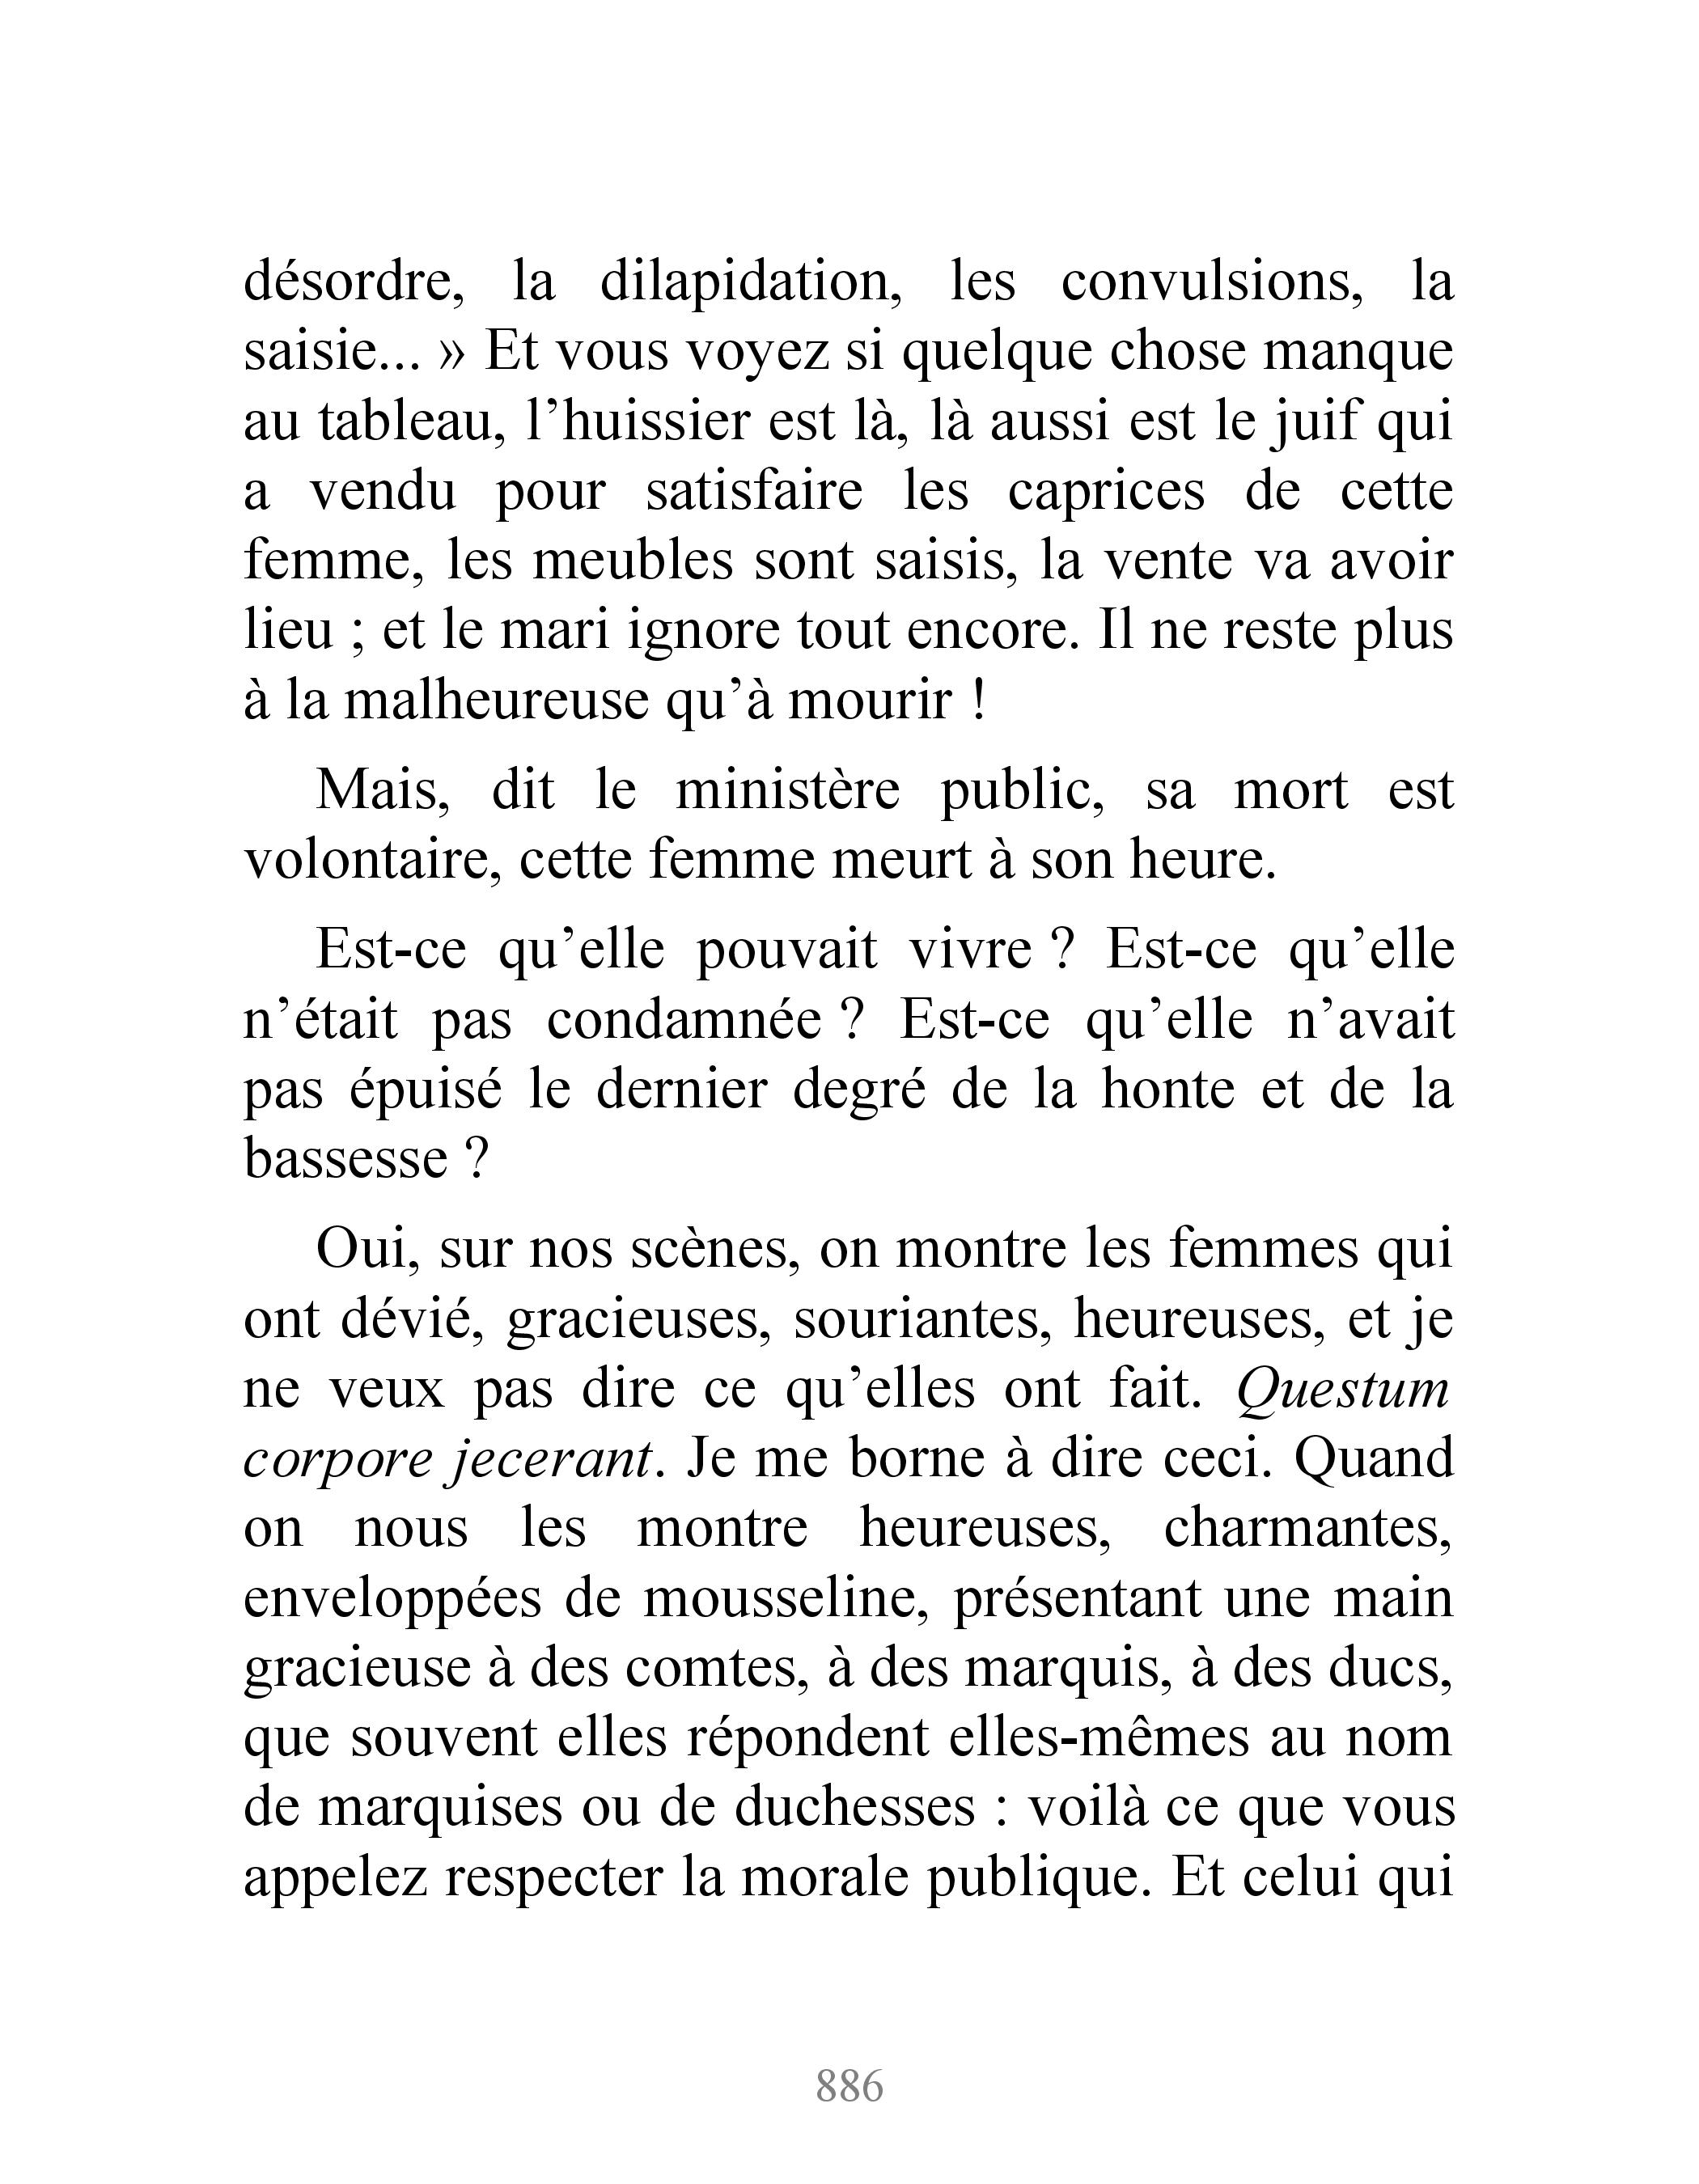 désordre, la dilapidation, les convulsions, la
saisie... » Et vous voyez si quelque chose manque
au tableau, l’huissier est là, là aussi est le juif qui
a vendu pour satisfaire les caprices de cette
femme, les meubles sont saisis, la vente va avoir
lieu ; et le mari ignore tout encore. Il ne reste plus
à la malheureuse qu’à mourir !
Mais, dit le ministère public, sa mort est
volontaire, cette femme meurt à son heure.
Est-ce qu’elle pouvait vivre ? Est-ce qu’elle
n’était pas condamnée ? Est-ce qu’elle n’avait
pas épuisé le dernier degré de la honte et de la
bassesse ?
Oui, sur nos scènes, on montre les femmes qui
ont dévié, gracieuses, souriantes, heureuses, et je
ne veux pas dire ce qu’elles ont fait. Questum
corpore jecerant. Je me borne à dire ceci. Quand
on nous les montre heureuses, charmantes,
enveloppées de mousseline, présentant une main
gracieuse à des comtes, à des marquis, à des ducs,
que souvent elles répondent elles-mêmes au nom
de marquises ou de duchesses : voilà ce que vous
appelez respecter la morale publique. Et celui qui
886